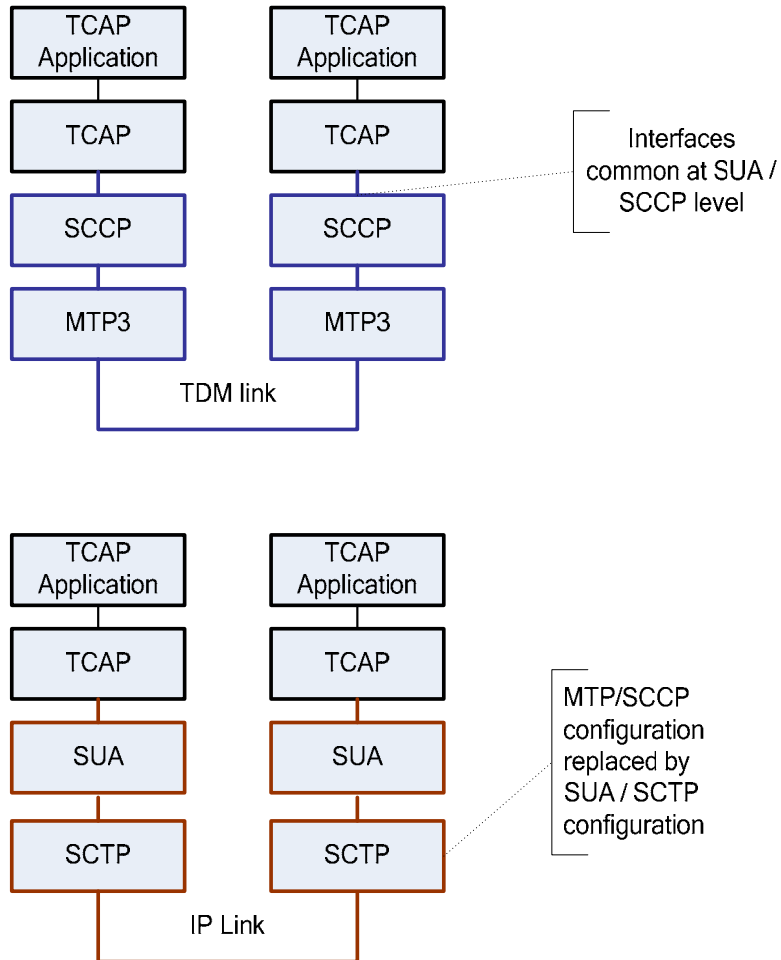 TCAP
Application
TCAP
Application
TCAP
TCAP
Interfaces
common at SUA /
SCCP level
SCCP
SCCP
MTP3
MTP3
TDM link
TCAP
Application
TCAP
Application
TCAP
TCAP
MTP/SCCP
configuration
replaced by
SUA / SCTP
configuration
SUA
SUA
SCTP
SCTP
IP Link